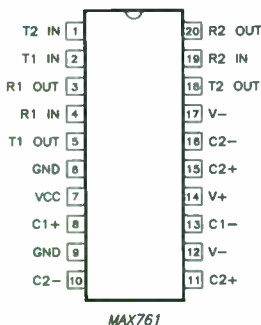 T2 IN 1 20 R2 OUT
T1 IN 2 19 R2 IN
R1 OUT 3 18 T2 OUT
R1 IN 4 17 V−
T1 OUT 5 16 C2−
GND 6 15 C2+
VCC 7 14 V+
C1+ 8 13 C1−
GND 9 12 V−
C2− 10 11 C2+
MAX761